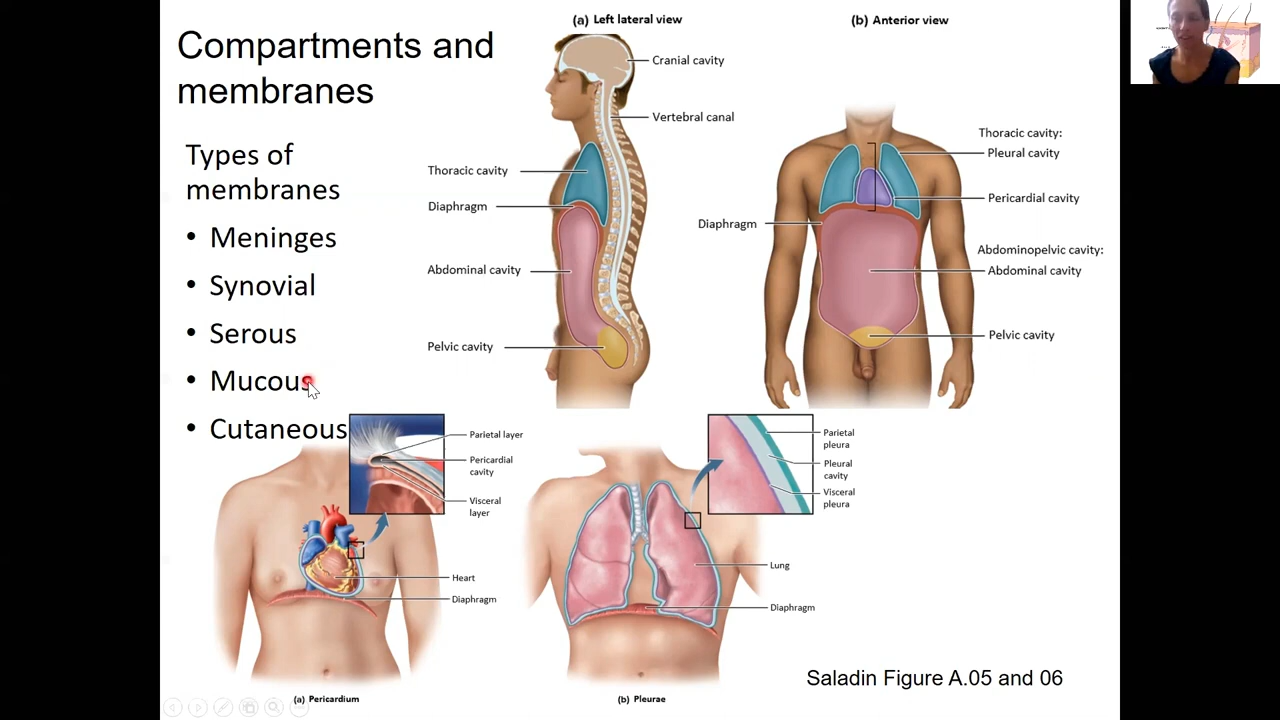 Compartments and
membranes
Types of
membranes
• Meninges
• Synovial
• Serous
• Mucous
• Cutaneous
(a) Left lateral view
Cranial cavity
Vertebral canal
Thoracic cavity
Diaphragm
Abdominal cavity
Pelvic cavity
(b) Anterior view
Thoracic cavity:
Pleural cavity
Pericardial cavity
Diaphragm
Abdominopelvic cavity:
Abdominal cavity
Pelvic cavity
Parietal layer
Pericardial
cavity
Visceral
layer
Heart
Diaphragm
(a) Pericardium
Parietal
pleura
Pleural
cavity
Visceral
pleura
Lung
Diaphragm
(b) Pleurae
Saladin Figure A.05 and 06